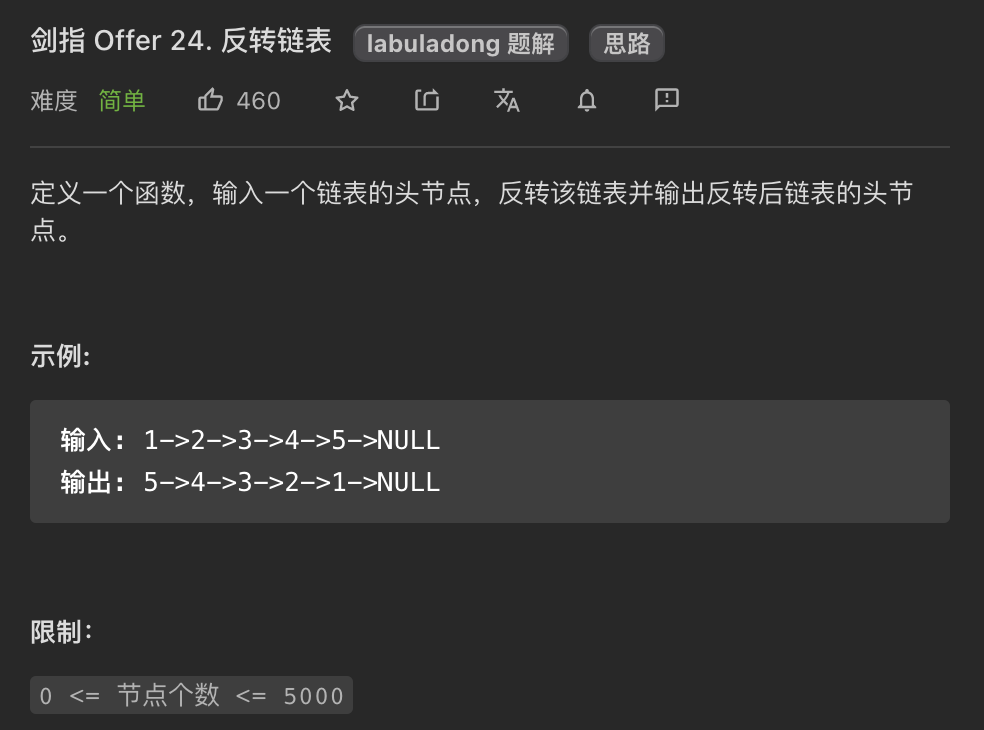 剑指 Offer 24. 反转链表 labuladong 题解 思路
难度 简单 460
定义一个函数，输入一个链表的头节点，反转该链表并输出反转后链表的头节
点。
示例:
输入: 1->2->3->4->5->NULL
输出: 5->4->3->2->1->NULL
限制：
0 <= 节点个数 <= 5000